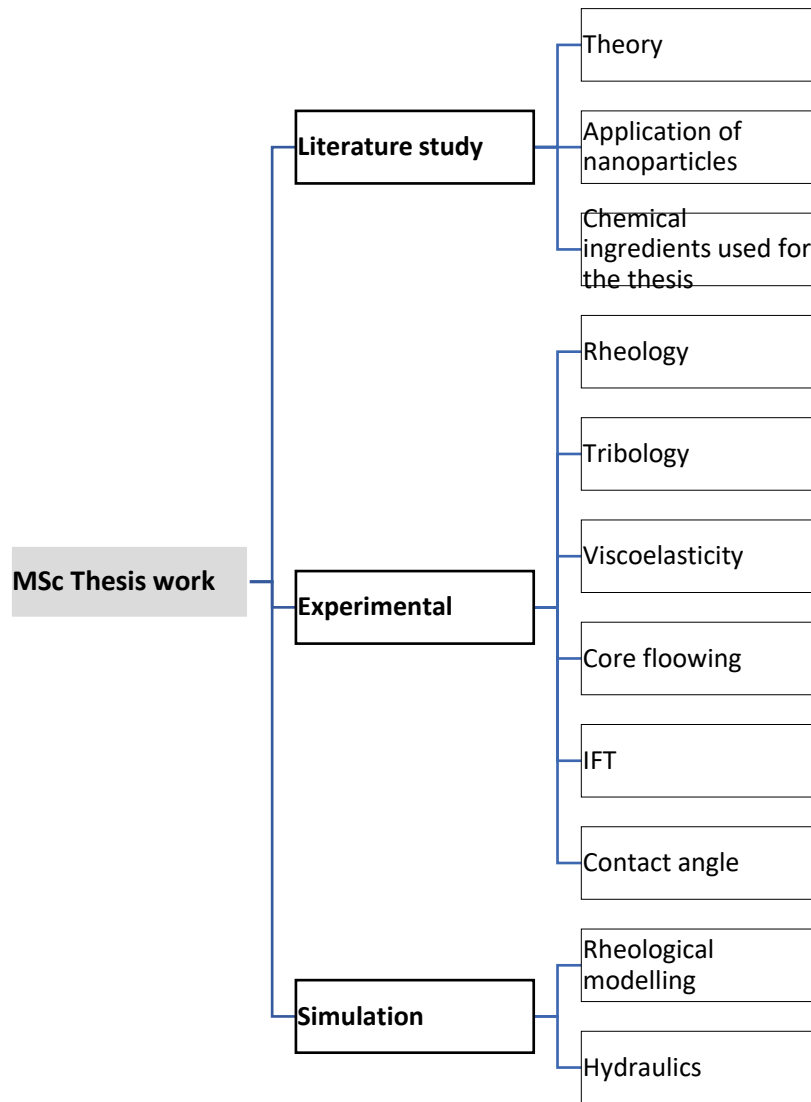 MSc Thesis work
Literature study
Theory
Application of
nanoparticles
Chemical
ingredients used for
the thesis
Experimental
Rheology
Tribology
Viscoelasticity
Core floowing
IFT
Contact angle
Simulation
Rheological
modelling
Hydraulics